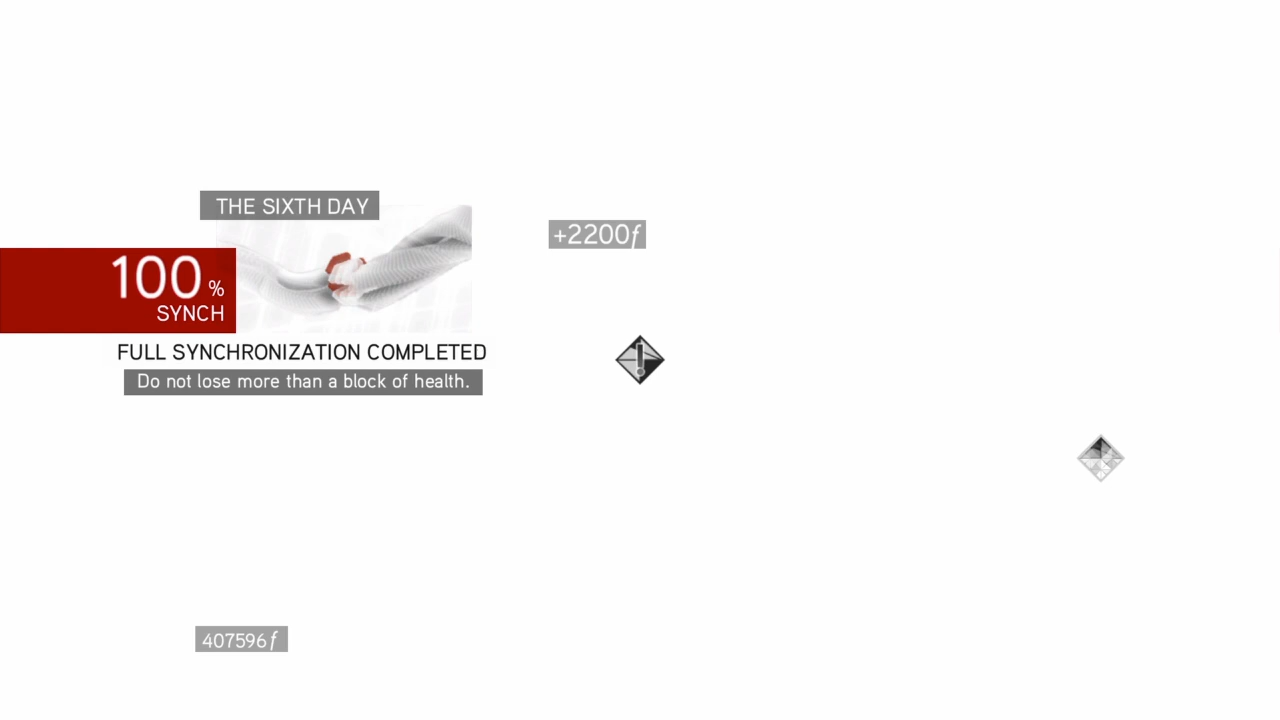 THE SIXTH DAY
+2200ƒ
100 %
SYNCH
FULL SYNCHRONIZATION COMPLETED
Do not lose more than a block of health.
407596ƒ